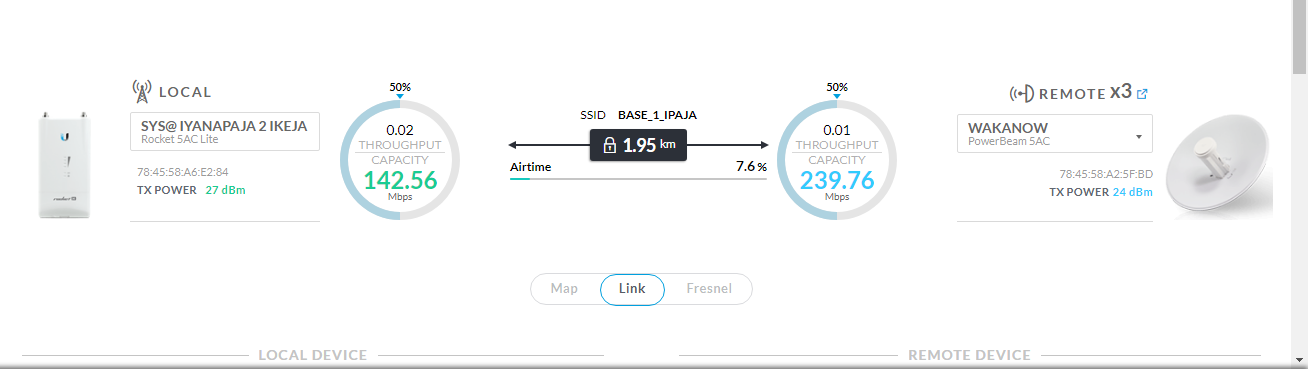 LOCAL
SYS@ IYANAPAJA 2 IKEJA
Rocket 5AC Lite
78:45:58:A6:E2:84
TX POWER 27 dBm
50%
0.02
THROUGHPUT
CAPACITY
142.56
Mbps
SSID BASE_1_IPAJA
1.95 km
Airtime 7.6 %
50%
0.01
THROUGHPUT
CAPACITY
239.76
Mbps
REMOTE x3
WAKANOW
PowerBeam 5AC
78:45:58:A2:5F:BD
TX POWER 24 dBm
Map Link Fresnel
LOCAL DEVICE
REMOTE DEVICE